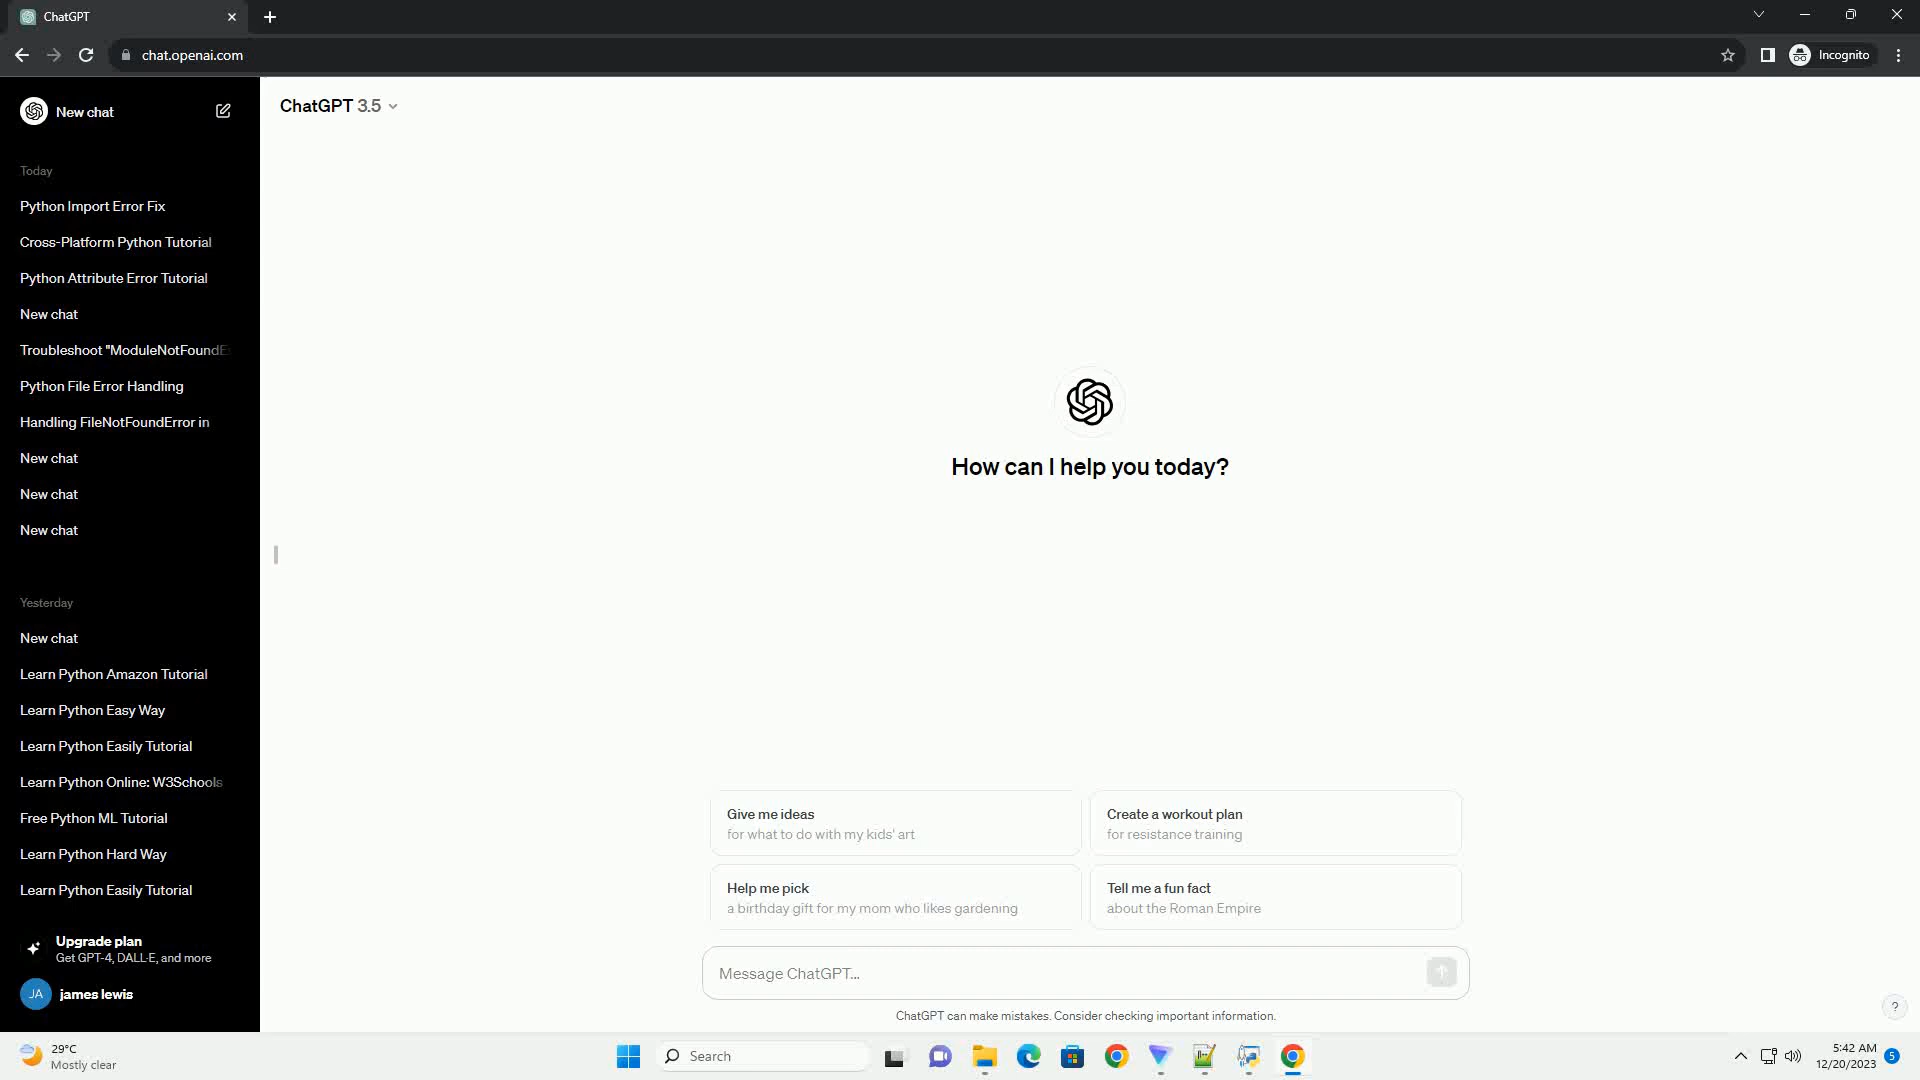 ChatGPT
chat.openai.com
Incognito
New chat
ChatGPT 3.5
Today
Python Import Error Fix
Cross-Platform Python Tutorial
Python Attribute Error Tutorial
New chat
Troubleshoot "ModuleNotFoundE
Python File Error Handling
Handling FileNotFoundError in
New chat
New chat
New chat
Yesterday
New chat
Learn Python Amazon Tutorial
Learn Python Easy Way
Learn Python Easily Tutorial
Learn Python Online: W3Schools
Free Python ML Tutorial
Learn Python Hard Way
Learn Python Easily Tutorial
Upgrade plan
Get GPT-4, DALL·E, and more
JA james lewis
How can I help you today?
Give me ideas
for what to do with my kids' art
Create a workout plan
for resistance training
Help me pick
a birthday gift for my mom who likes gardening
Tell me a fun fact
about the Roman Empire
Message ChatGPT...
ChatGPT can make mistakes. Consider checking important information.
?
29°C
Mostly clear
Search
5:42 AM
12/20/2023
5